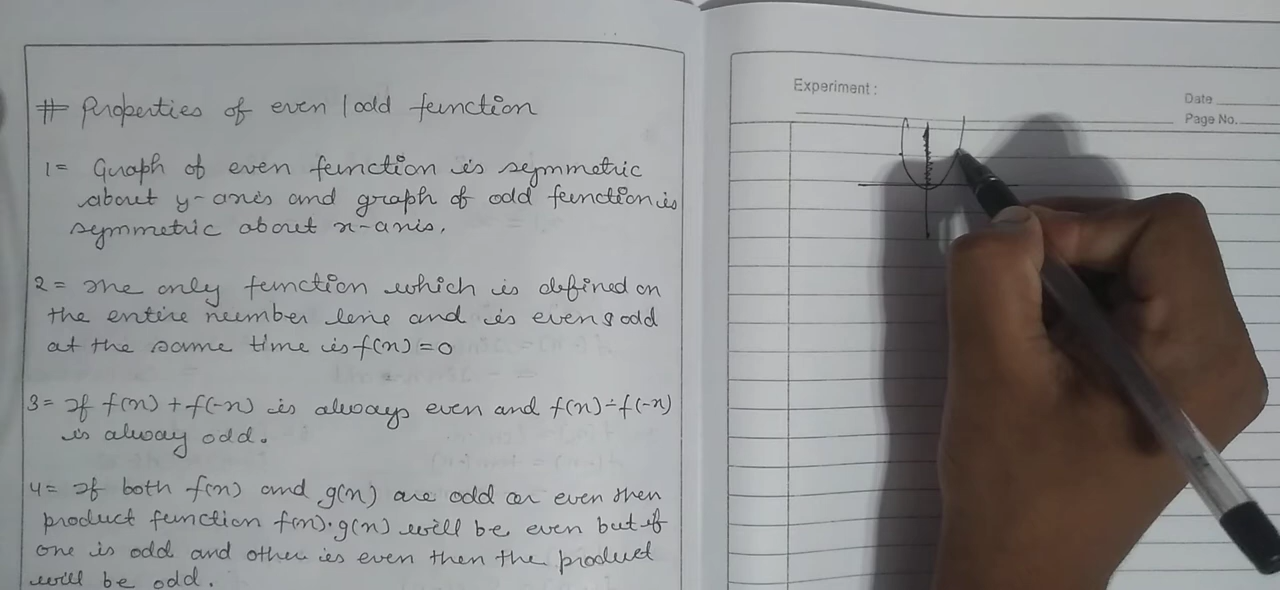 # Properties of even / odd function
1= Graph of even function is symmetric
about y-axis and graph of odd function is
symmetric about x-axis.
2= The only function which is defined on
the entire number line and is even & odd
at the same time is f(x)=0
3= If f(x) + f(-x) is always even and f(x)-f(-x)
is alway odd.
4= If both f(x) and g(x) are odd or even then
product function f(x).g(x) will be even but if
one is odd and other is even then the product
will be odd.
Experiment :
Date
Page No.